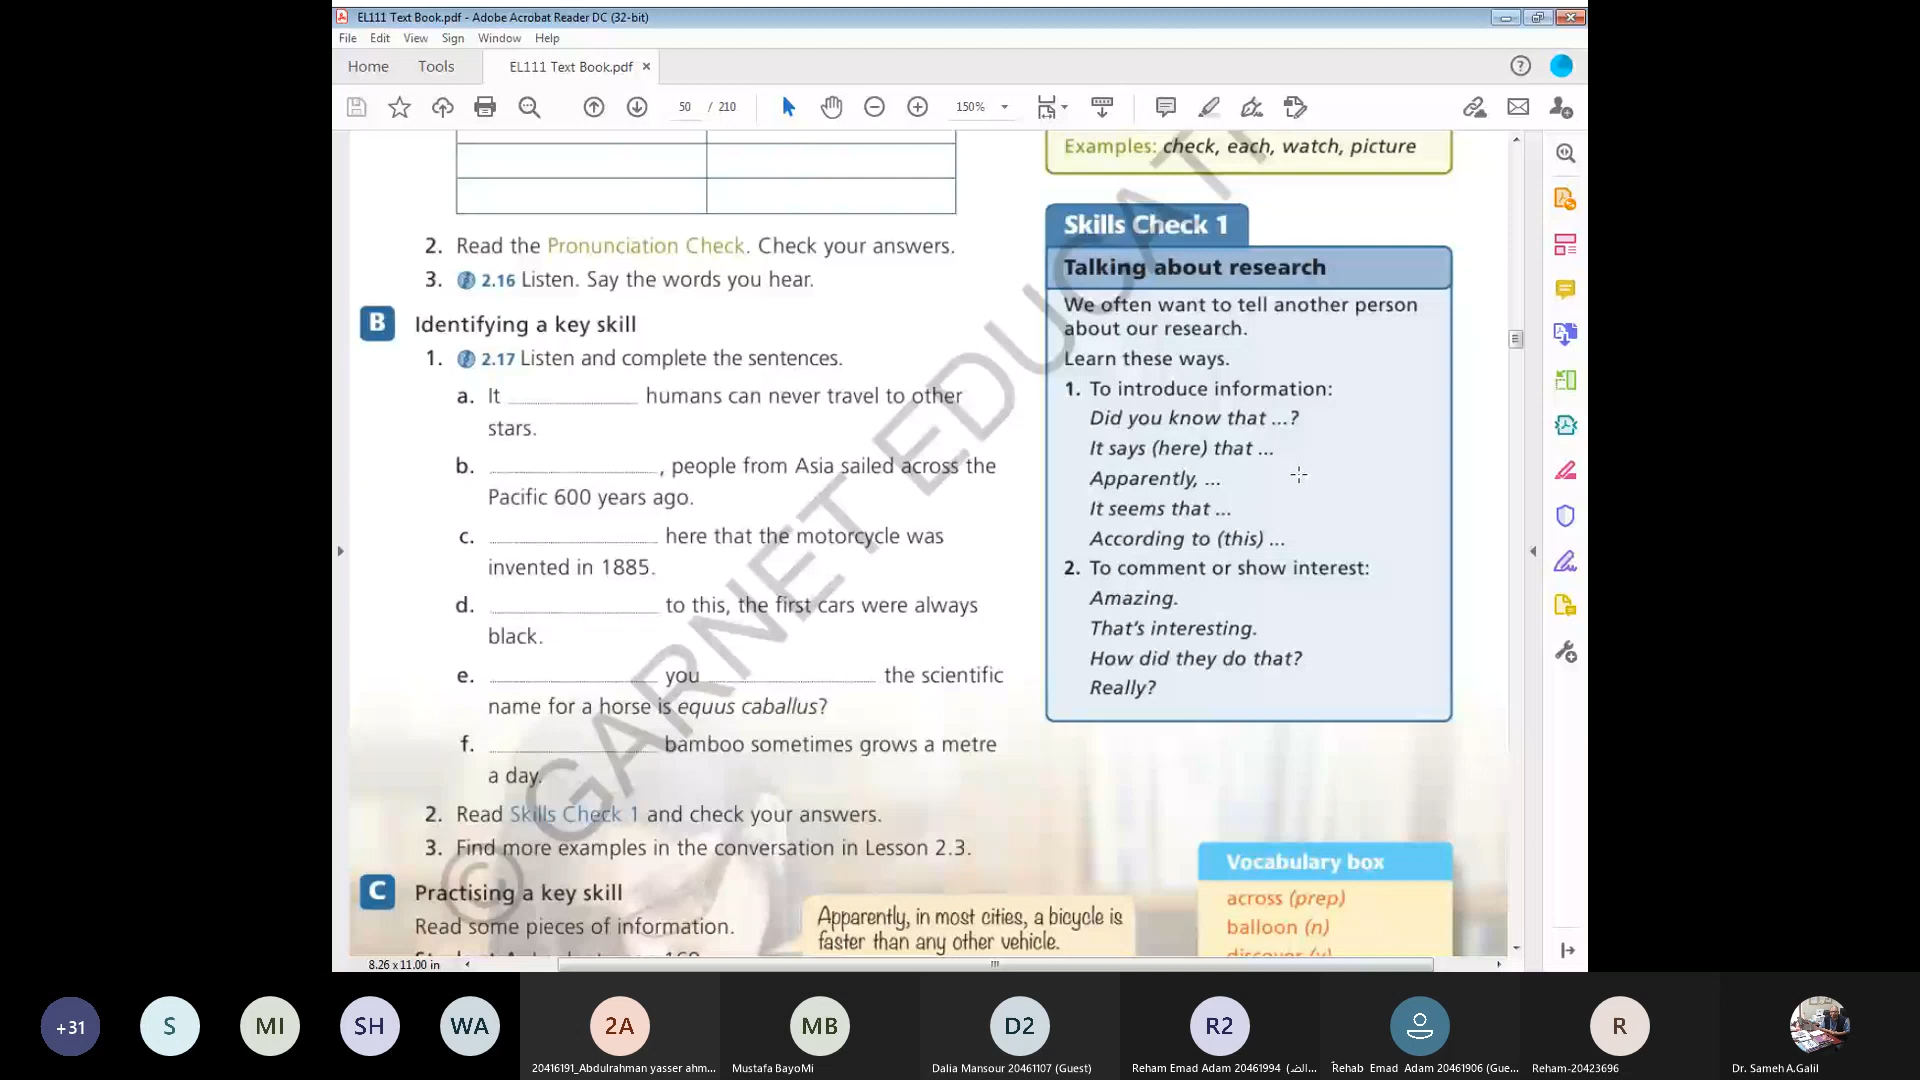 EL111 Text Book.pdf - Adobe Acrobat Reader DC (32-bit)
File Edit View Sign Window Help
Home Tools EL111 Text Book.pdf ×
50 / 210 150%
Examples: check, each, watch, picture
2. Read the Pronunciation Check. Check your answers.
3. 2.16 Listen. Say the words you hear.
B Identifying a key skill
1. 2.17 Listen and complete the sentences.
a. It ............ humans can never travel to other
stars.
b. ............, people from Asia sailed across the
Pacific 600 years ago.
c. ............ here that the motorcycle was
invented in 1885.
d. ............ to this, the first cars were always
black.
e. ............ you ............ the scientific
name for a horse is equus caballus?
f. ............ bamboo sometimes grows a metre
a day.
2. Read Skills Check 1 and check your answers.
3. Find more examples in the conversation in Lesson 2.3.
C Practising a key skill
Read some pieces of information.
Skills Check 1
Talking about research
We often want to tell another person
about our research.
Learn these ways.
1. To introduce information:
Did you know that ...?
It says (here) that ...
Apparently, ...
It seems that ...
According to (this) ...
2. To comment or show interest:
Amazing.
That's interesting.
How did they do that?
Really?
Apparently, in most cities, a bicycle is
faster than any other vehicle.
Vocabulary box
across (prep)
balloon (n)
discover (v)
© GARNET EDUCATI
8.26 x 11.00 in
+31 S MI SH WA 2A MB D2 R2 R
20416191_Abdulrahman yasser ahm...
Mustafa BayoMi
Dalia Mansour 20461107 (Guest)
Reham Emad Adam 20461994
Rehab Emad Adam 20461906 (Gue...
Reham-20423696
Dr. Sameh A.Galil